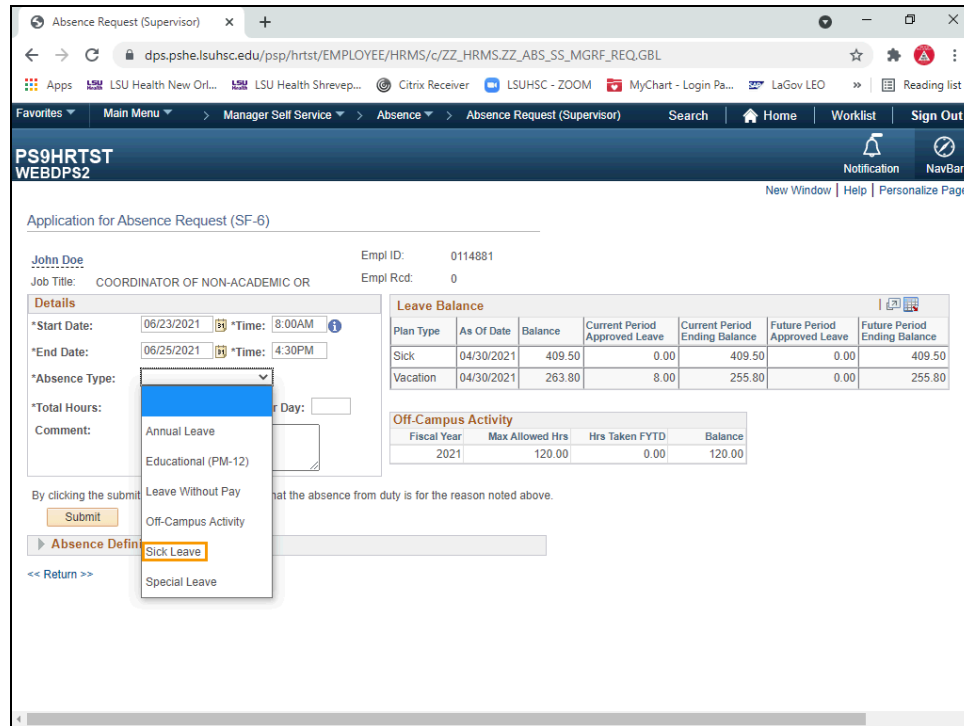 Absence Request (Supervisor)
dps.pshe.lsuhsc.edu/psp/hrtst/EMPLOYEE/HRMS/c/ZZ_HRMS.ZZ_ABS_SS_MGRF_REQ.GBL
Apps LSU Health New Orl... LSU Health Shrevep... Citrix Receiver LSUHSC - ZOOM MyChart - Login Pa... LaGov LEO » Reading list
Favorites Main Menu > Manager Self Service > Absence > Absence Request (Supervisor) Search Home Worklist Sign Out
PS9HRTST
WEBDPS2
Notification NavBar
New Window | Help | Personalize Page
Application for Absence Request (SF-6)
John Doe Empl ID: 0114881
Job Title: COORDINATOR OF NON-ACADEMIC OR Empl Rcd: 0
Details
*Start Date: 06/23/2021 *Time: 8:00AM
*End Date: 06/25/2021 *Time: 4:30PM
*Absence Type:
*Total Hours: r Day:
Comment:
Annual Leave
Educational (PM-12)
Leave Without Pay
Off-Campus Activity
Sick Leave
Special Leave
Leave Balance
Plan Type As Of Date Balance Current Period Approved Leave Current Period Ending Balance Future Period Approved Leave Future Period Ending Balance
Sick 04/30/2021 409.50 0.00 409.50 0.00 409.50
Vacation 04/30/2021 263.80 8.00 255.80 0.00 255.80
Off-Campus Activity
Fiscal Year Max Allowed Hrs Hrs Taken FYTD Balance
2021 120.00 0.00 120.00
By clicking the submit hat the absence from duty is for the reason noted above.
Submit
Absence Defini
<< Return >>